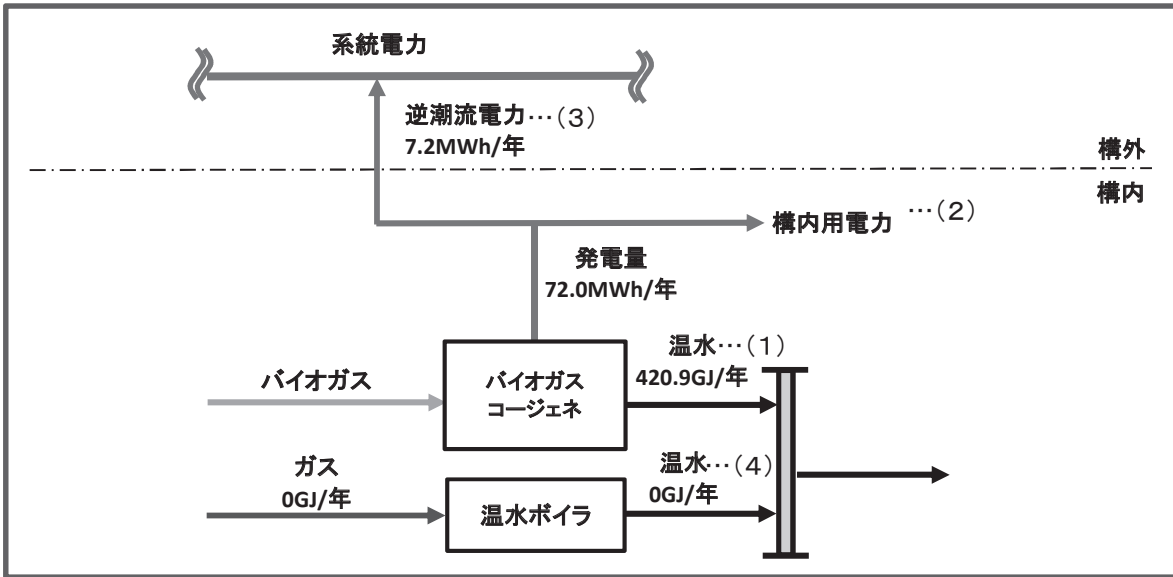 系統電力
逆潮流電力…(3)
7.2MWh/年
構外
構内
構内用電力 …(2)
発電量
72.0MWh/年
温水…(1)
420.9GJ/年
バイオガス
バイオガス
コージェネ
ガス
0GJ/年
温水…(4)
0GJ/年
温水ボイラ